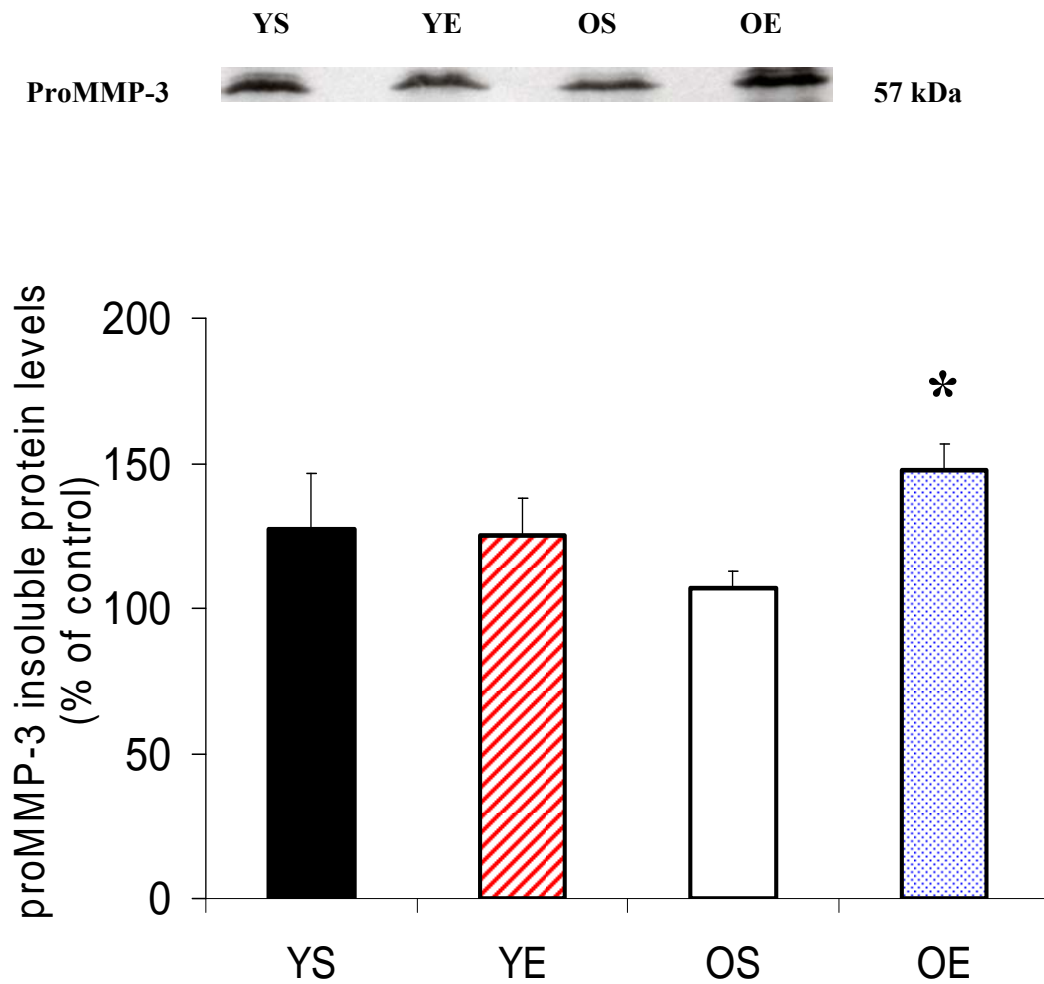 YS YE OS OE
ProMMP-3 57 kDa
proMMP-3 insoluble protein levels
(% of control)
200
*
150
100
50
0
YS YE OS OE